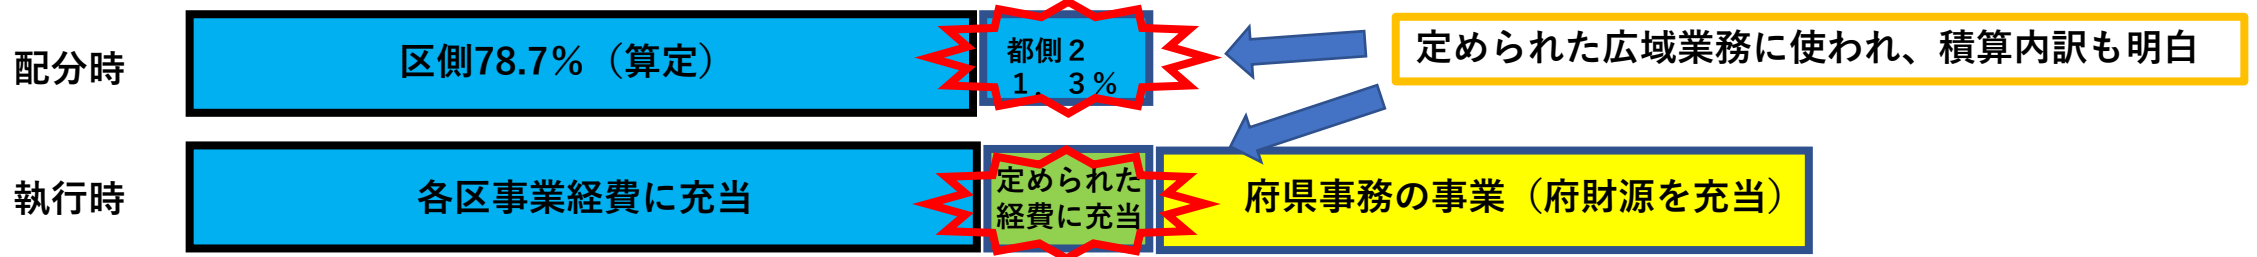 配分時
区側78.7％（算定）
都側２
１．３％
定められた広域業務に使われ、積算内訳も明白
執行時
各区事業経費に充当
定められた
経費に充当
府県事務の事業（府財源を充当）